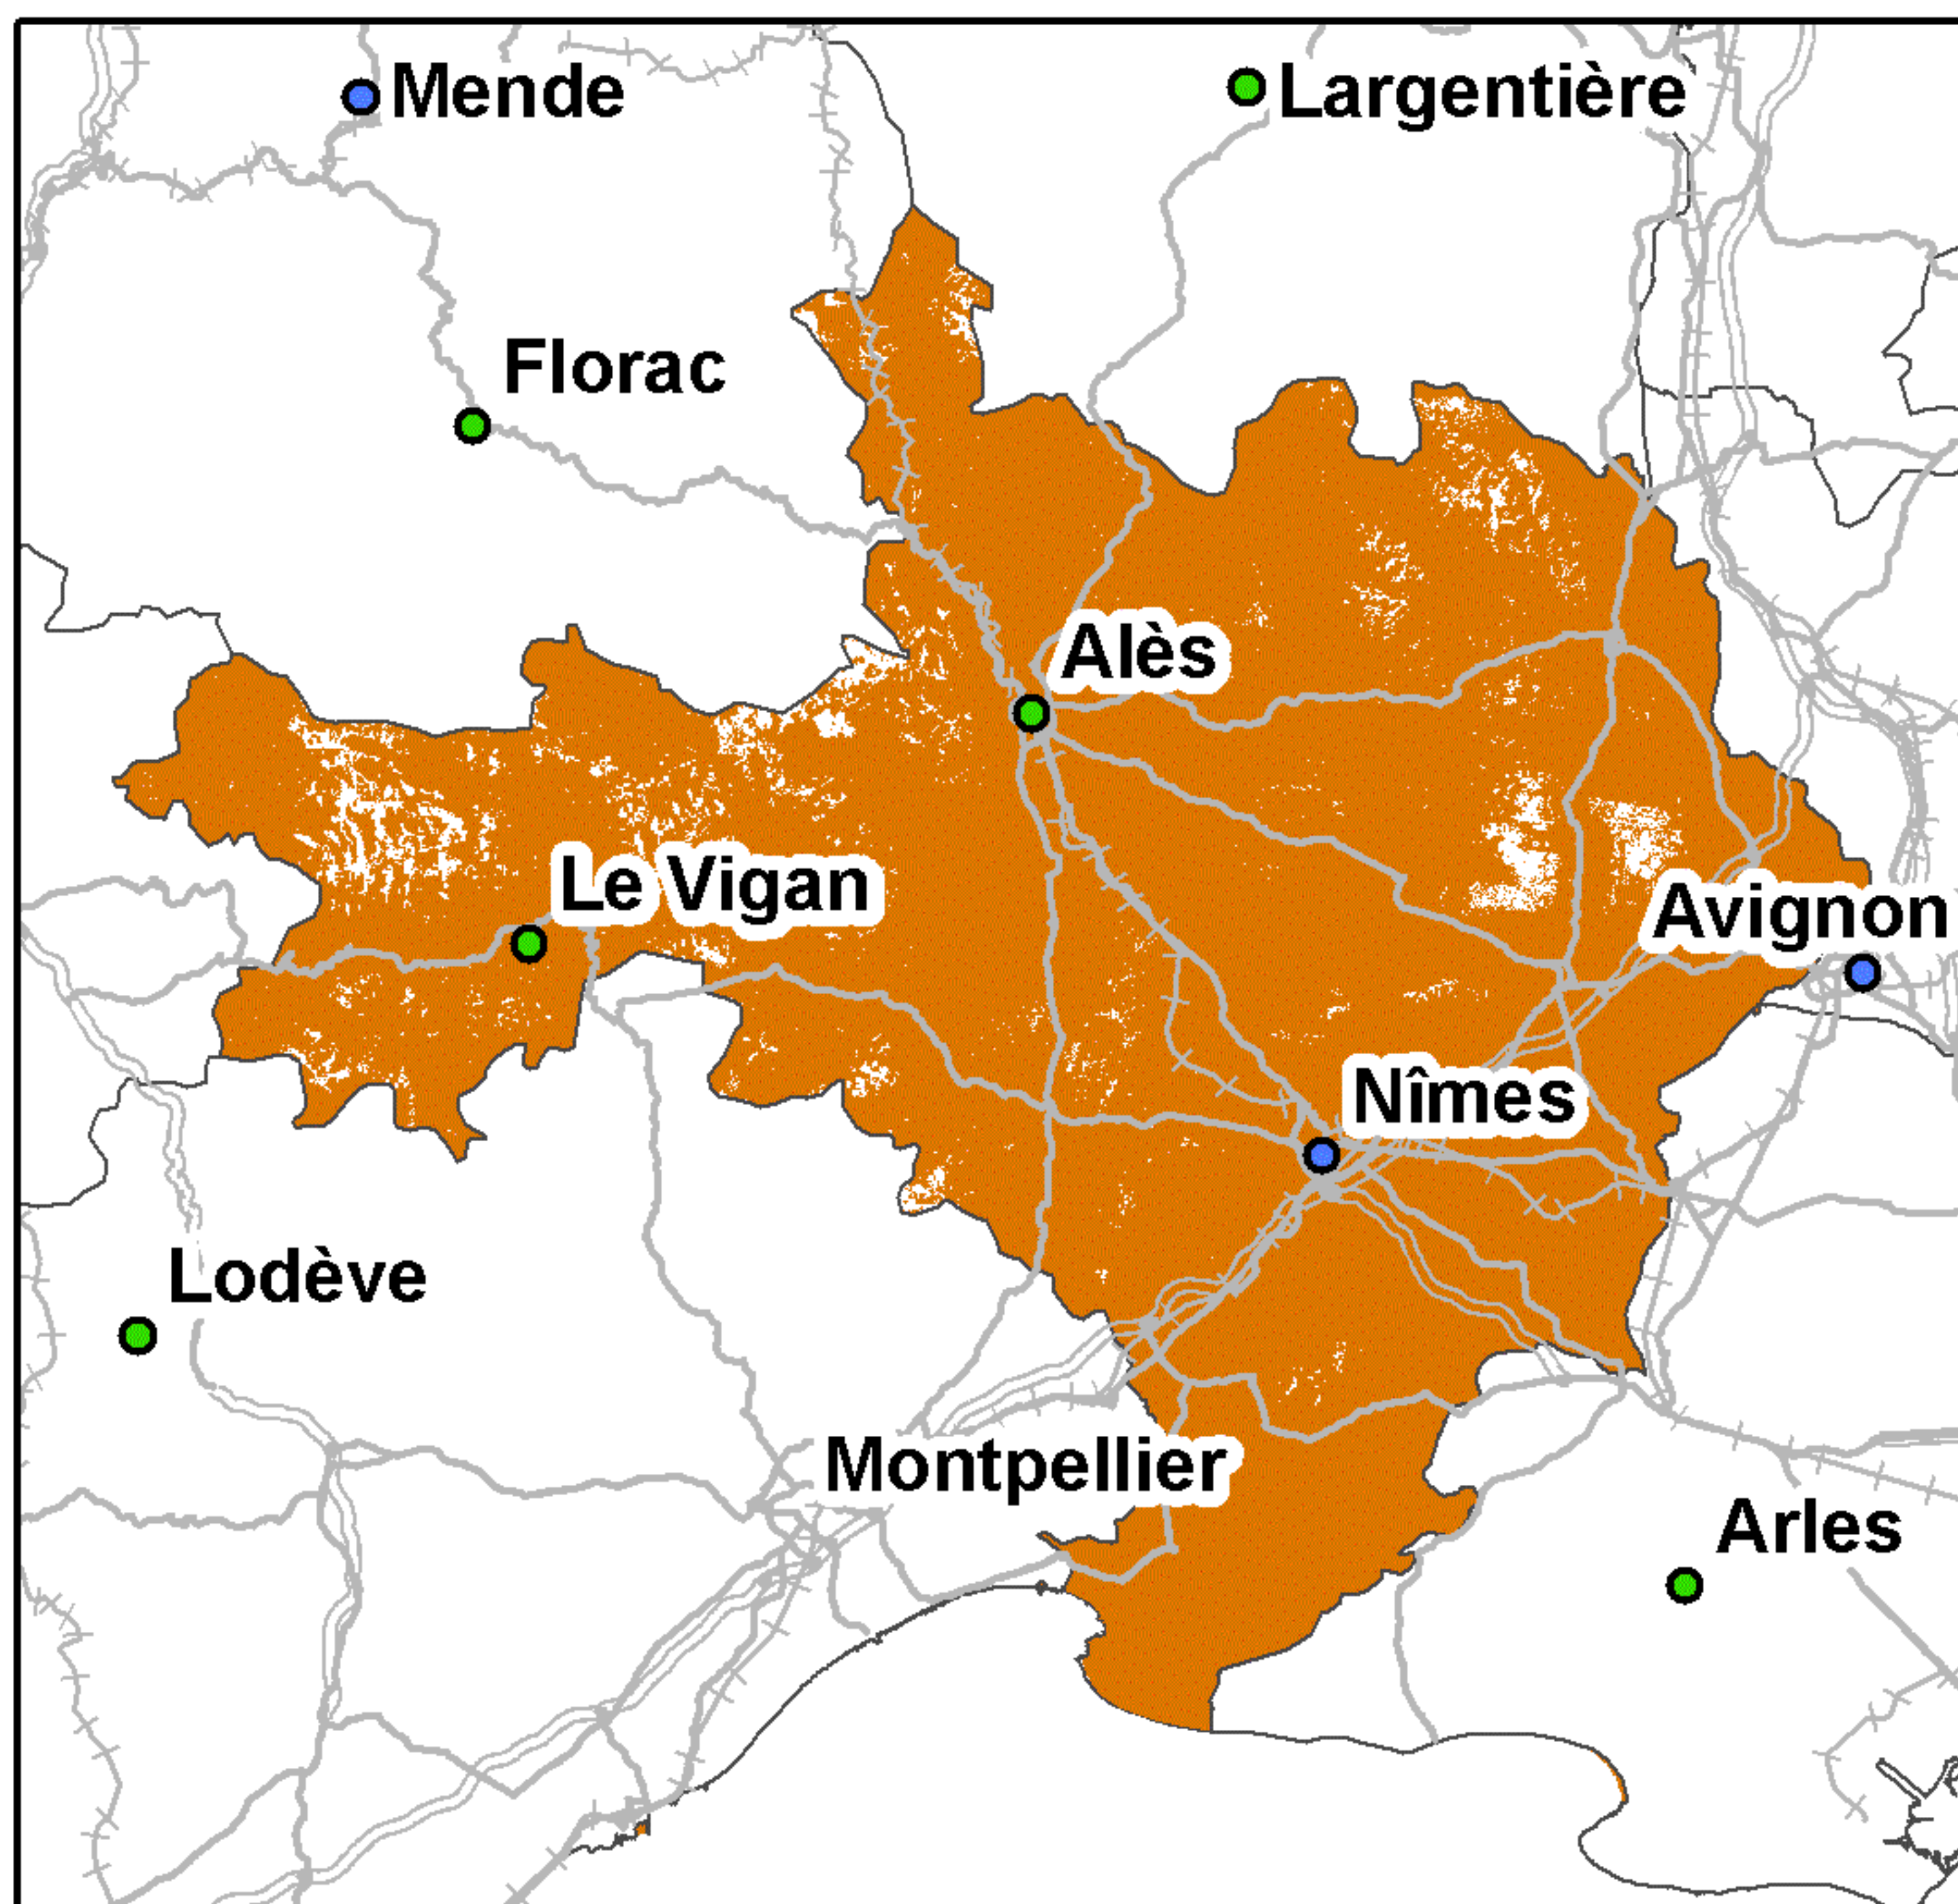 Mende
Largentière
Florac
Alès
Le Vigan
Avignon
Nîmes
Lodève
Montpellier
Arles